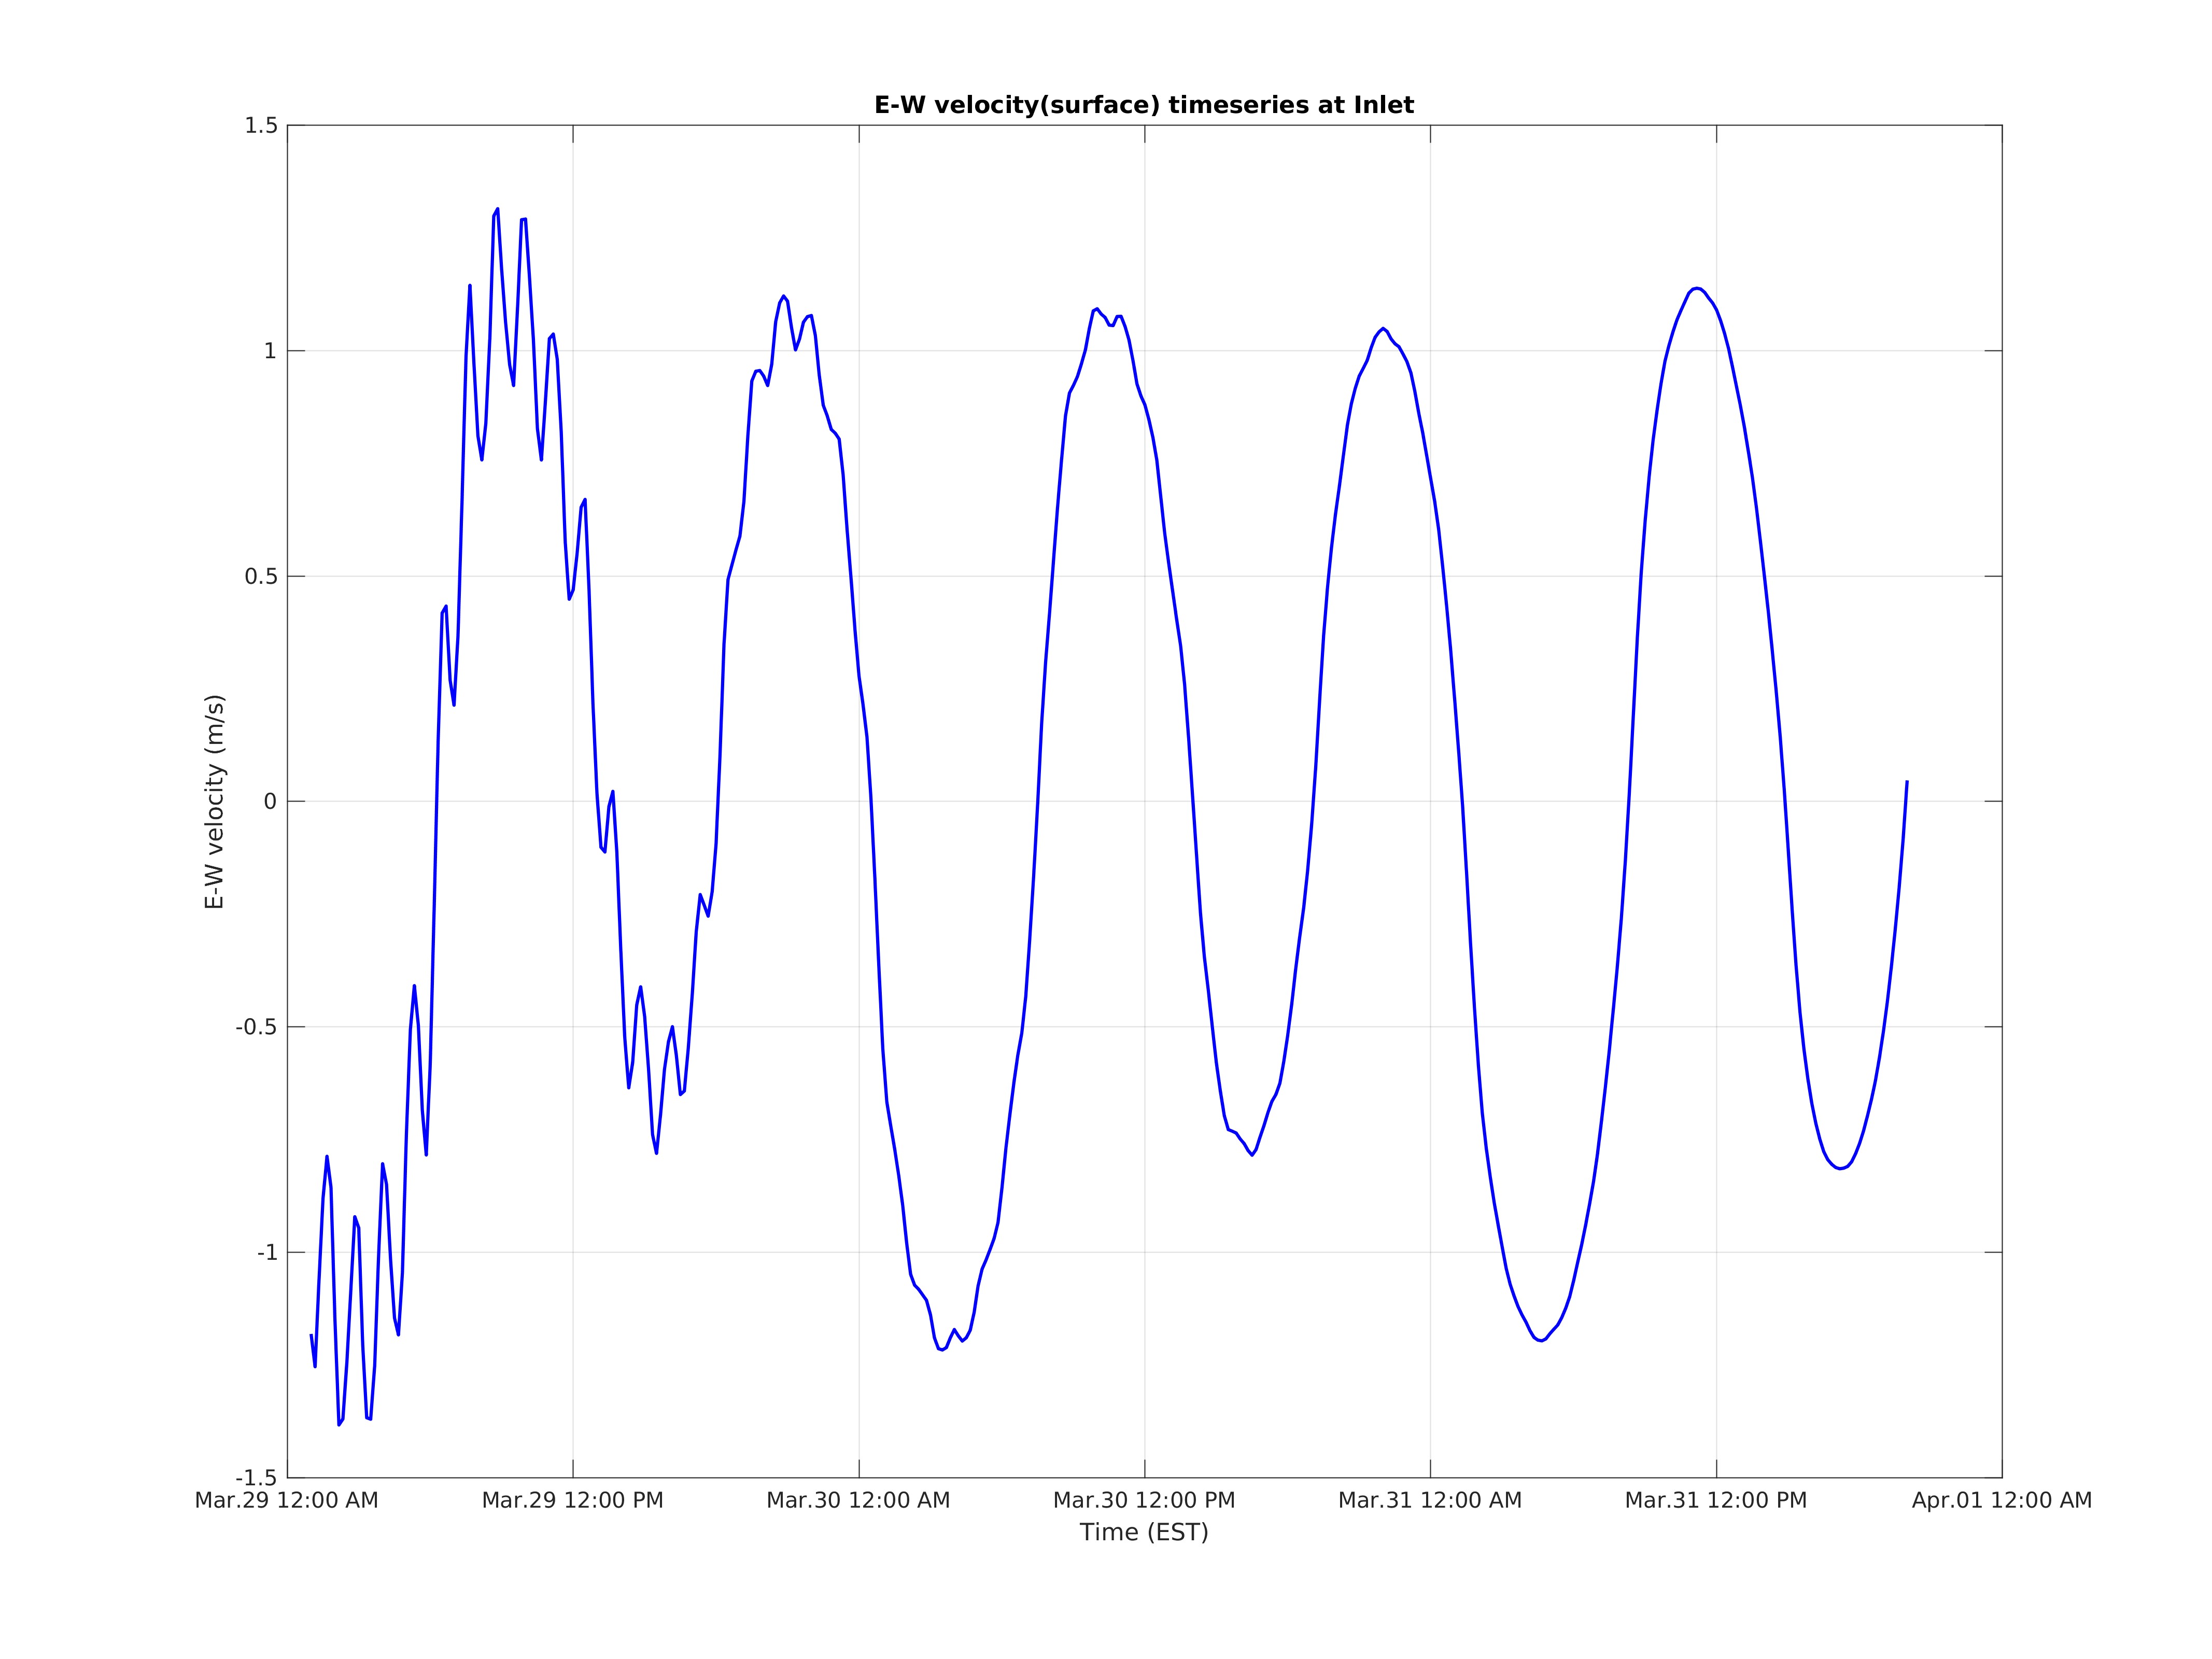 E-W velocity(surface) timeseries at Inlet
1.5
1
0.5
0
-0.5
-1
-1.5
E-W velocity (m/s)
Mar.29 12:00 AM Mar.29 12:00 PM Mar.30 12:00 AM Mar.30 12:00 PM Mar.31 12:00 AM Mar.31 12:00 PM Apr.01 12:00 AM
Time (EST)